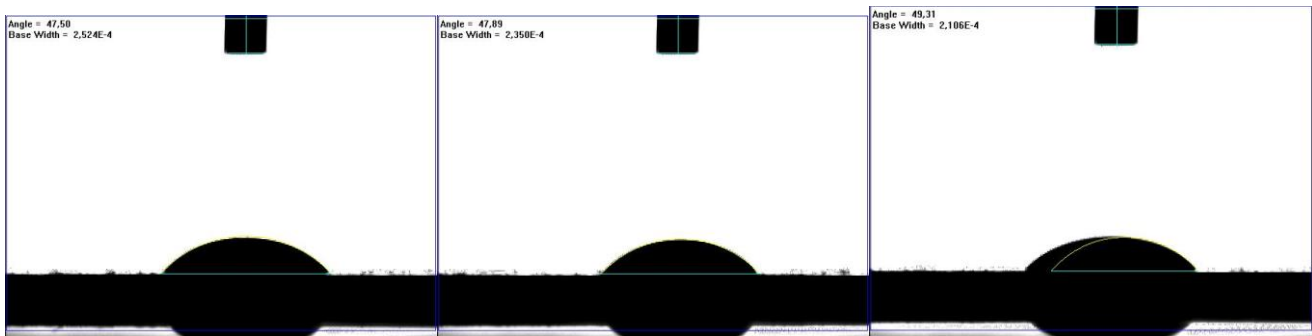 Angle = 47,50
Base Width = 2,524E-4
Angle = 47,89
Base Width = 2,350E-4
Angle = 49,31
Base Width = 2,106E-4